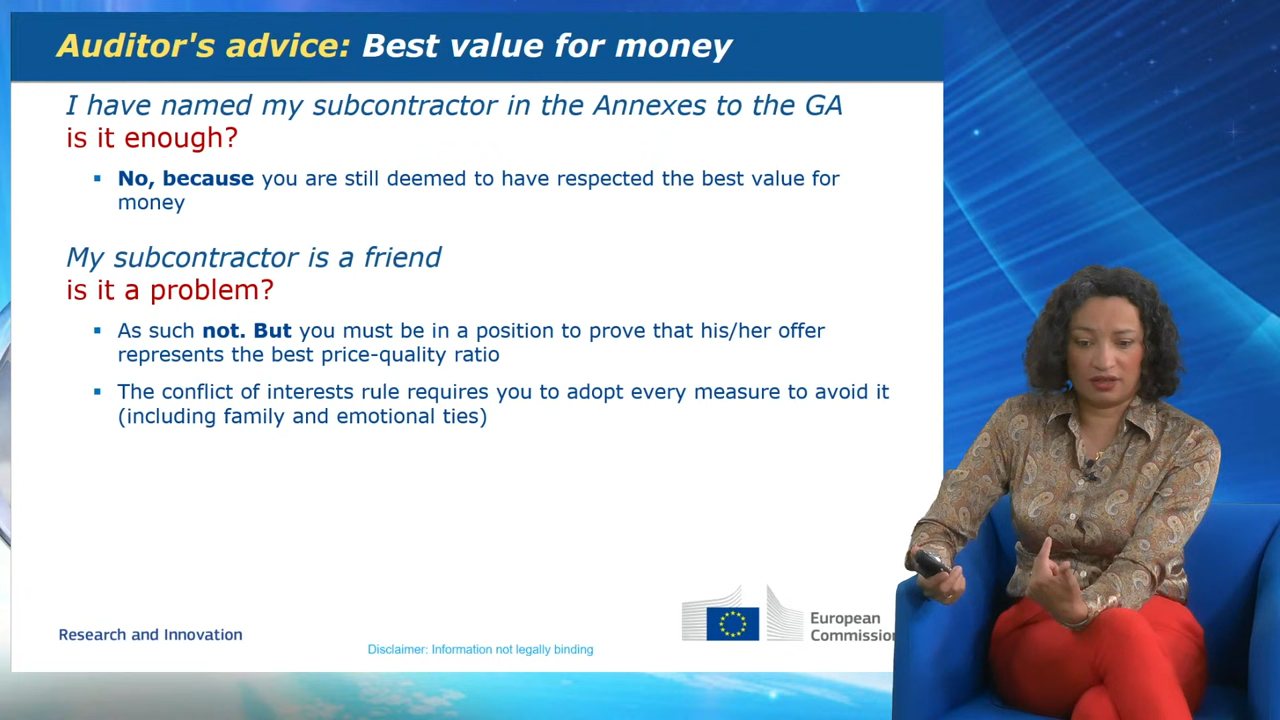 Auditor's advice: Best value for money
I have named my subcontractor in the Annexes to the GA
is it enough?
▪ No, because you are still deemed to have respected the best value for
money
My subcontractor is a friend
is it a problem?
▪ As such not. But you must be in a position to prove that his/her offer
represents the best price-quality ratio
▪ The conflict of interests rule requires you to adopt every measure to avoid it
(including family and emotional ties)
Research and Innovation
Disclaimer: Information not legally binding
European
Commission